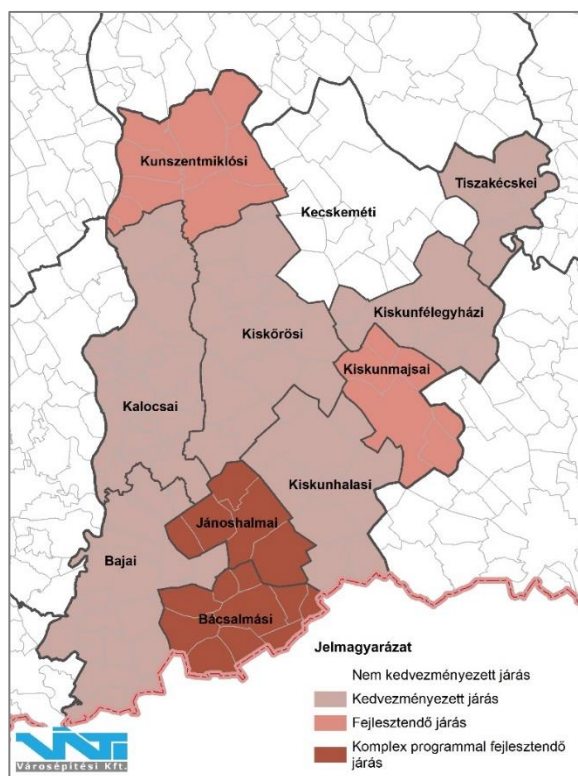 Kunszentmiklósi
Tiszakécskei
Kecskeméti
Kiskunfélegyházi
Kiskőrösi
Kiskunmajsai
Kalocsai
Kiskunhalasi
Jánoshalmai
Bajai
Bácsalmási
Jelmagyarázat
Nem kedvezményezett járás
Kedvezményezett járás
Fejlesztendő járás
Komplex programmal fejlesztendő
járás
VÁTI
Városépítési Kft.